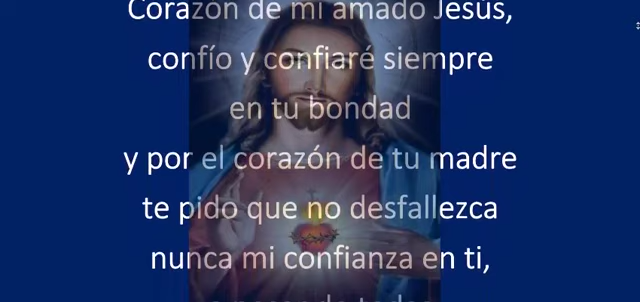 Corazón de mi amado Jesús,
confío y confiaré siempre
en tu bondad
y por el corazón de tu madre
te pido que no desfallezca
nunca mi confianza en ti,